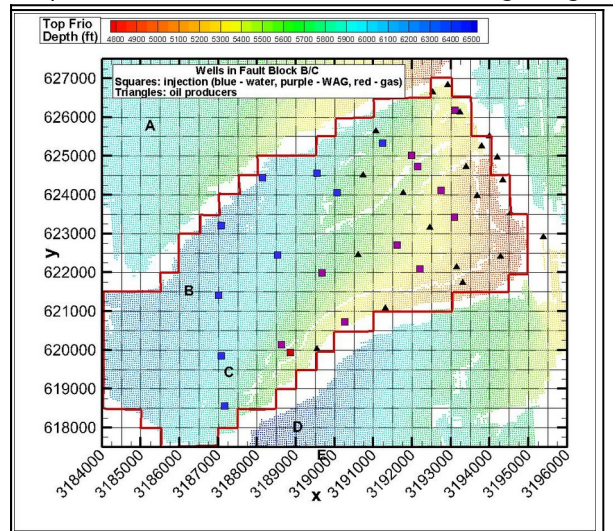 Top Frio
Depth (ft)
4800 4900 5000 5100 5200 5300 5400 5500 5600 5700 5800 5900 6000 6100 6200 6300 6400 6500
Wells in Fault Block B/C
Squares: injection (blue - water, purple - WAG, red - gas)
Triangles: oil producers
627000
626000
625000
624000
623000
622000
621000
620000
619000
618000
y
A
B
C
D
E
3184000 3185000 3186000 3187000 3188000 3189000 3190000 3191000 3192000 3193000 3194000 3195000 3196000
x